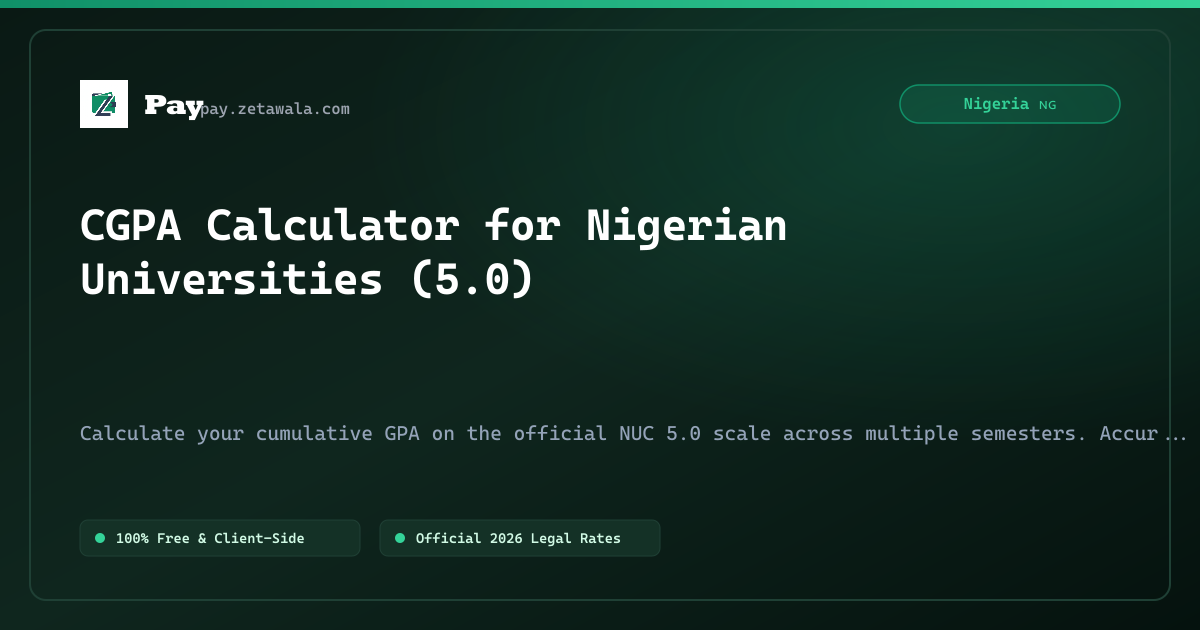 Pay pay.zetawala.com
Nigeria NG
CGPA Calculator for Nigerian
Universities (5.0)
Calculate your cumulative GPA on the official NUC 5.0 scale across multiple semesters. Accur...
100% Free & Client-Side
Official 2026 Legal Rates